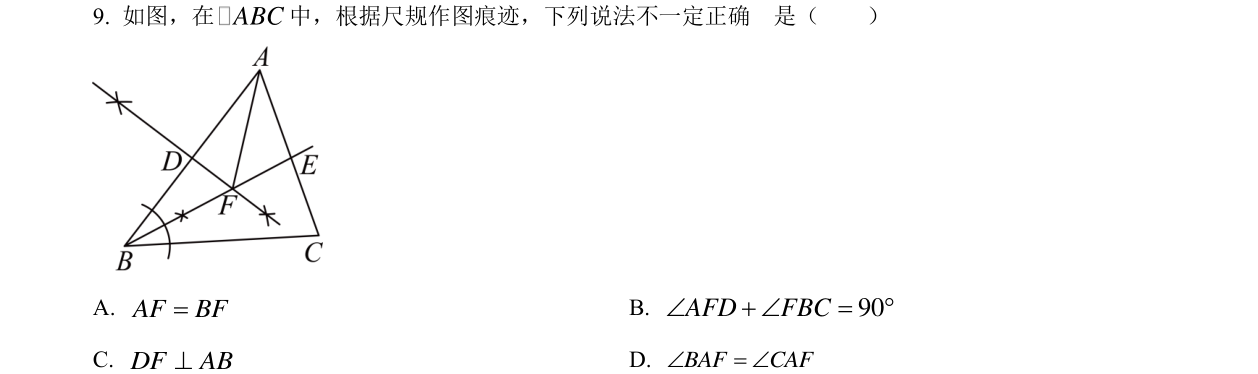 9. 如图，在□ABC 中，根据尺规作图痕迹，下列说法不一定正确 是（ ）
A
D
E
F
B
C
A. AF = BF
B. ∠AFD + ∠FBC = 90°
C. DF ⊥ AB
D. ∠BAF = ∠CAF